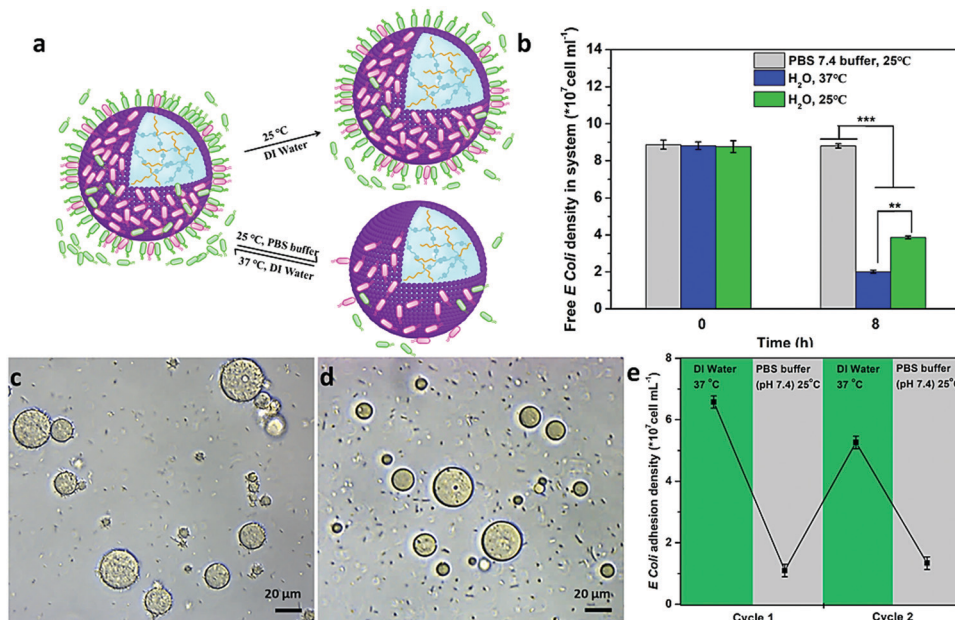 a
25 °C
DI Water
25 °C, PBS buffer
37 °C, DI Water
b
14
12
10
8
6
4
2
0
Free E Coli density in system (*10⁷cell ml⁻¹)
PBS 7.4 buffer, 25℃
H₂O, 37℃
H₂O, 25℃
***
**
0
8
Time (h)
c
20 μm
d
20 μm
e
8
6
4
2
0
E Coli adhesion density (*10⁷cell mL⁻¹)
DI Water
37 °C
PBS buffer
(pH 7.4) 25°C
DI Water
37 °C
PBS buffer
(pH 7.4) 25°C
Cycle 1
Cycle 2